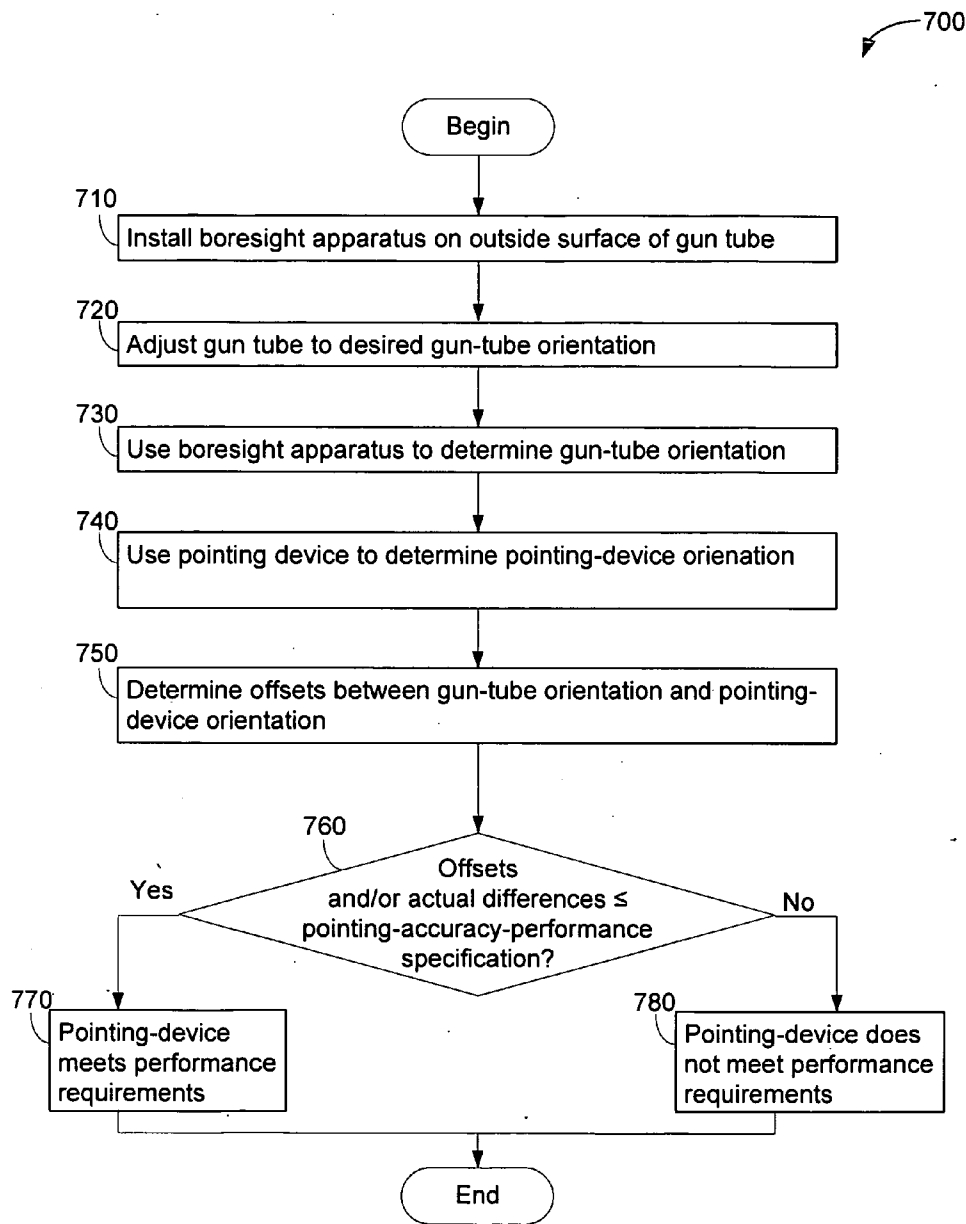 700
Begin
710
Install boresight apparatus on outside surface of gun tube
720
Adjust gun tube to desired gun-tube orientation
730
Use boresight apparatus to determine gun-tube orientation
740
Use pointing device to determine pointing-device orienation
750
Determine offsets between gun-tube orientation and pointing-
device orientation
760
Offsets
and/or actual differences ≤
pointing-accuracy-performance
specification?
Yes
No
770
Pointing-device
meets performance
requirements
780
Pointing-device does
not meet performance
requirements
End